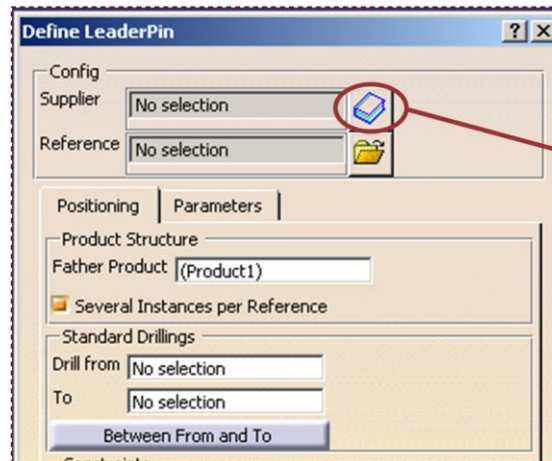 Define LeaderPin ? X
Config
Supplier No selection
Reference No selection
Positioning Parameters
Product Structure
Father Product (Product1)
Several Instances per Reference
Standard Drillings
Drill from No selection
To No selection
Between From and To